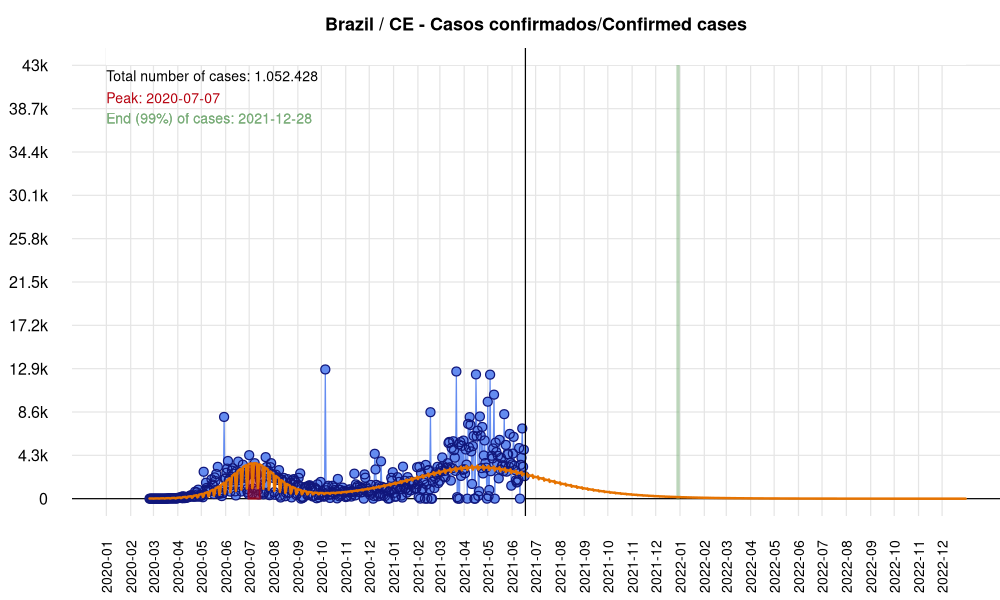 Brazil / CE - Casos confirmados/Confirmed cases
Total number of cases: 1.052.428
Peak: 2020-07-07
End (99%) of cases: 2021-12-28
43k
38.7k
34.4k
30.1k
25.8k
21.5k
17.2k
12.9k
8.6k
4.3k
0
2020-01
2020-02
2020-03
2020-04
2020-05
2020-06
2020-07
2020-08
2020-09
2020-10
2020-11
2020-12
2021-01
2021-02
2021-03
2021-04
2021-05
2021-06
2021-07
2021-08
2021-09
2021-10
2021-11
2021-12
2022-01
2022-02
2022-03
2022-04
2022-05
2022-06
2022-07
2022-08
2022-09
2022-10
2022-11
2022-12